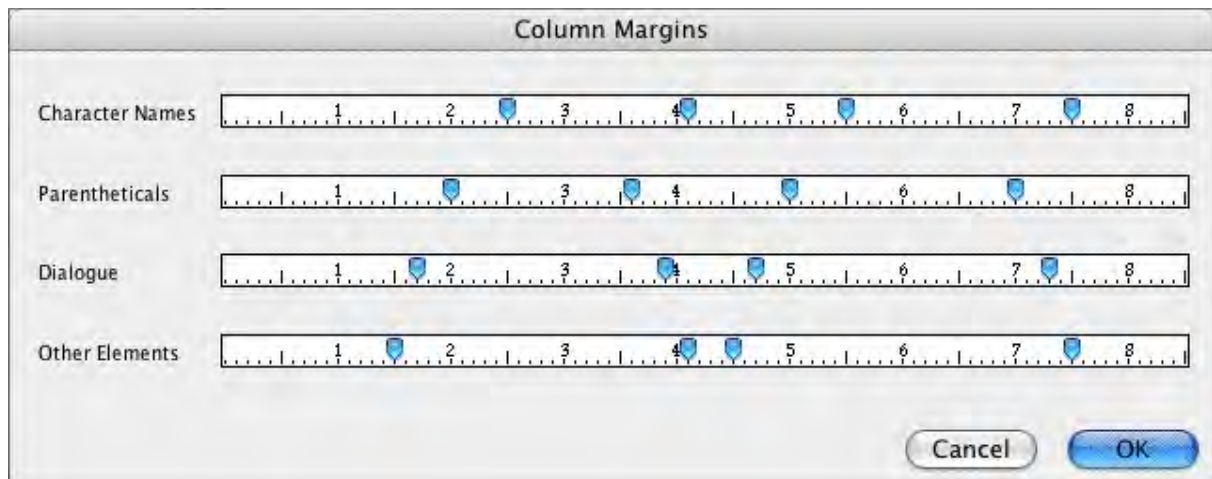 Column Margins
Character Names 1 2 3 4 5 6 7 8
Parentheticals 1 3 4 6 8
Dialogue 1 2 3 4 5 6 7 8
Other Elements 1 2 3 4 5 6 7 8
Cancel OK